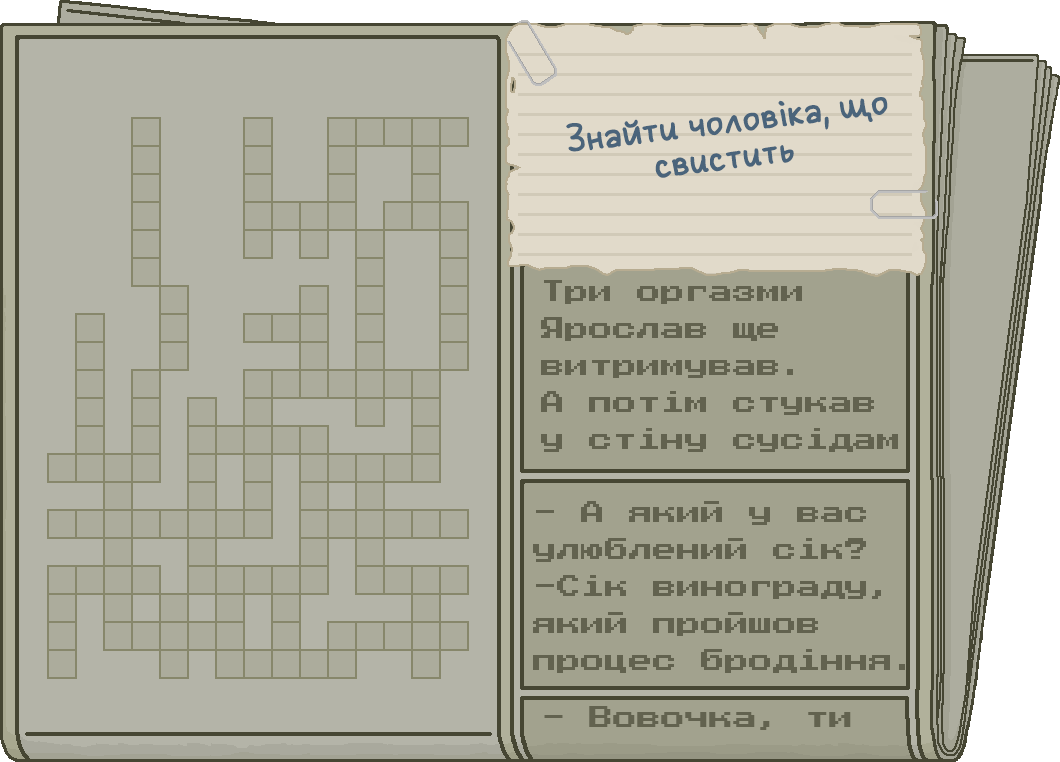 Знайти чоловіка, що
свистить
Три оргазми
Ярослав ще
витримував.
А потім стукав
у стіну сусідам
- А який у вас
улюблений сік?
-Сік винограду,
який пройшов
процес бродіння.
- Вовочка, ти